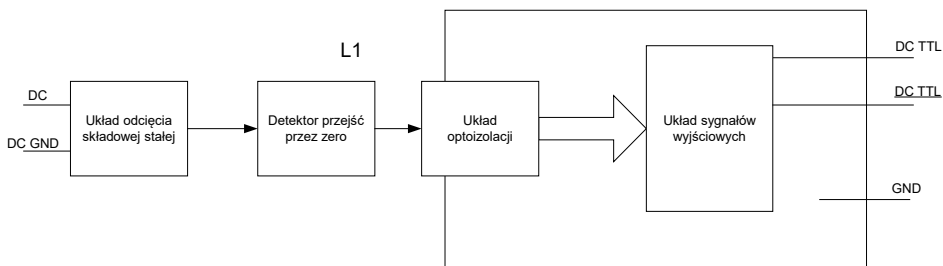 L1
DC
DC GND
Układ odcięcia
składowej stałej
Detektor przejść
przez zero
Układ
optoizolacji
Układ sygnałów
wyjściowych
DC TTL
DC TTL
GND